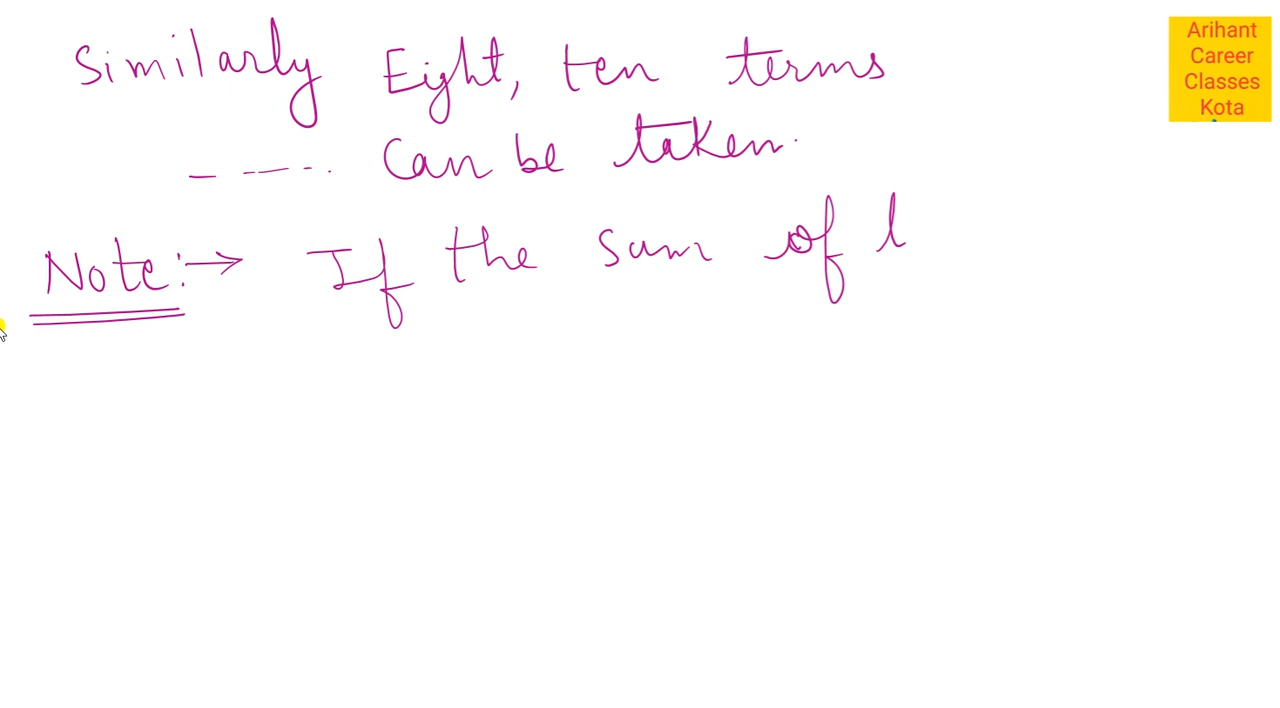 Similarly Eight, ten terms
- ---. Can be taken.
Note:→ If the sum of
Arihant
Career
Classes
Kota